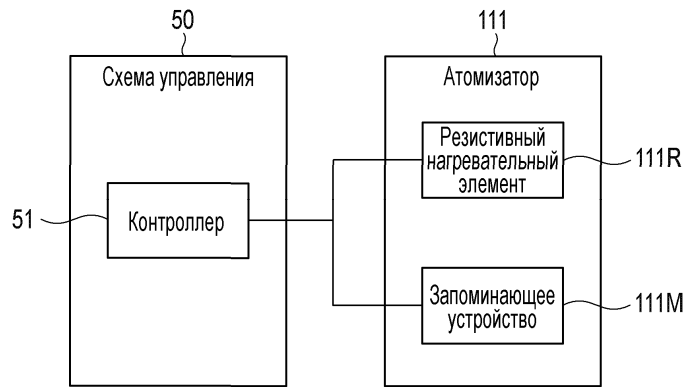 50
111
Схема управления
Атомизатор
Резистивный
нагревательный
элемент
111R
51
Контроллер
Запоминающее
устройство
111M